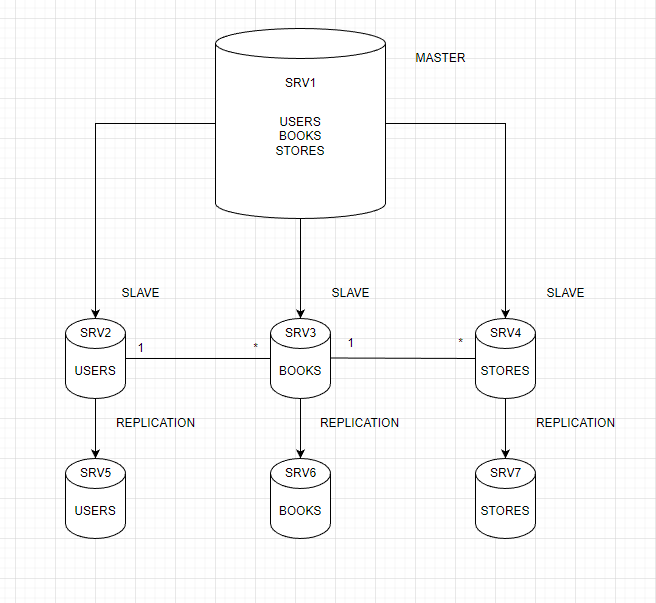 MASTER
SRV1
USERS
BOOKS
STORES
SLAVE
SLAVE
SLAVE
SRV2
SRV3
SRV4
1
*
1
*
USERS
BOOKS
STORES
REPLICATION
REPLICATION
REPLICATION
SRV5
SRV6
SRV7
USERS
BOOKS
STORES